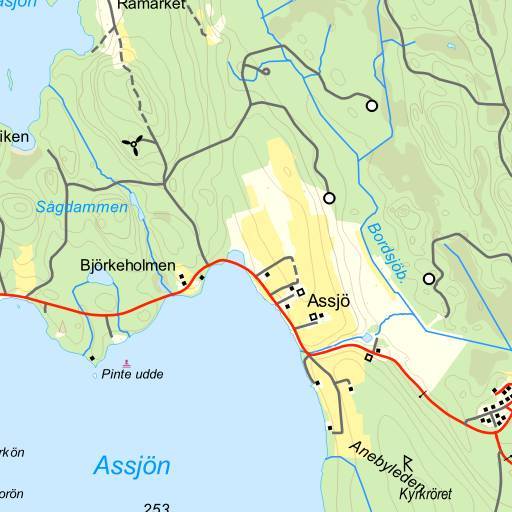 Ramarket
Sågdammen
Björkeholmen
Bordsjöb.
Assjö
Pinte udde
Anebyleden
Assjön
Kyrkröret
253